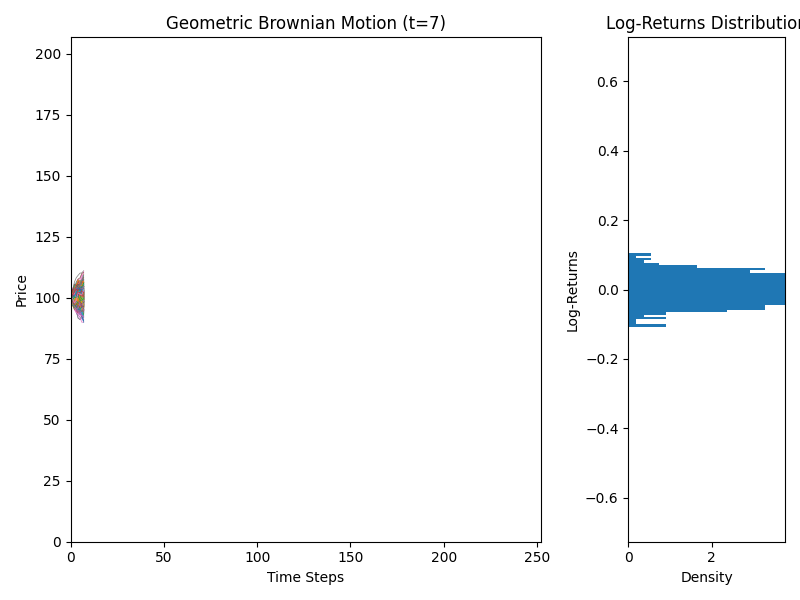 Geometric Brownian Motion (t=7)
Log-Returns Distribution
200
175
150
125
100
75
50
25
0
Price
0 50 100 150 200 250
Time Steps
0.6
0.4
0.2
0.0
−0.2
−0.4
−0.6
Log-Returns
0 2
Density